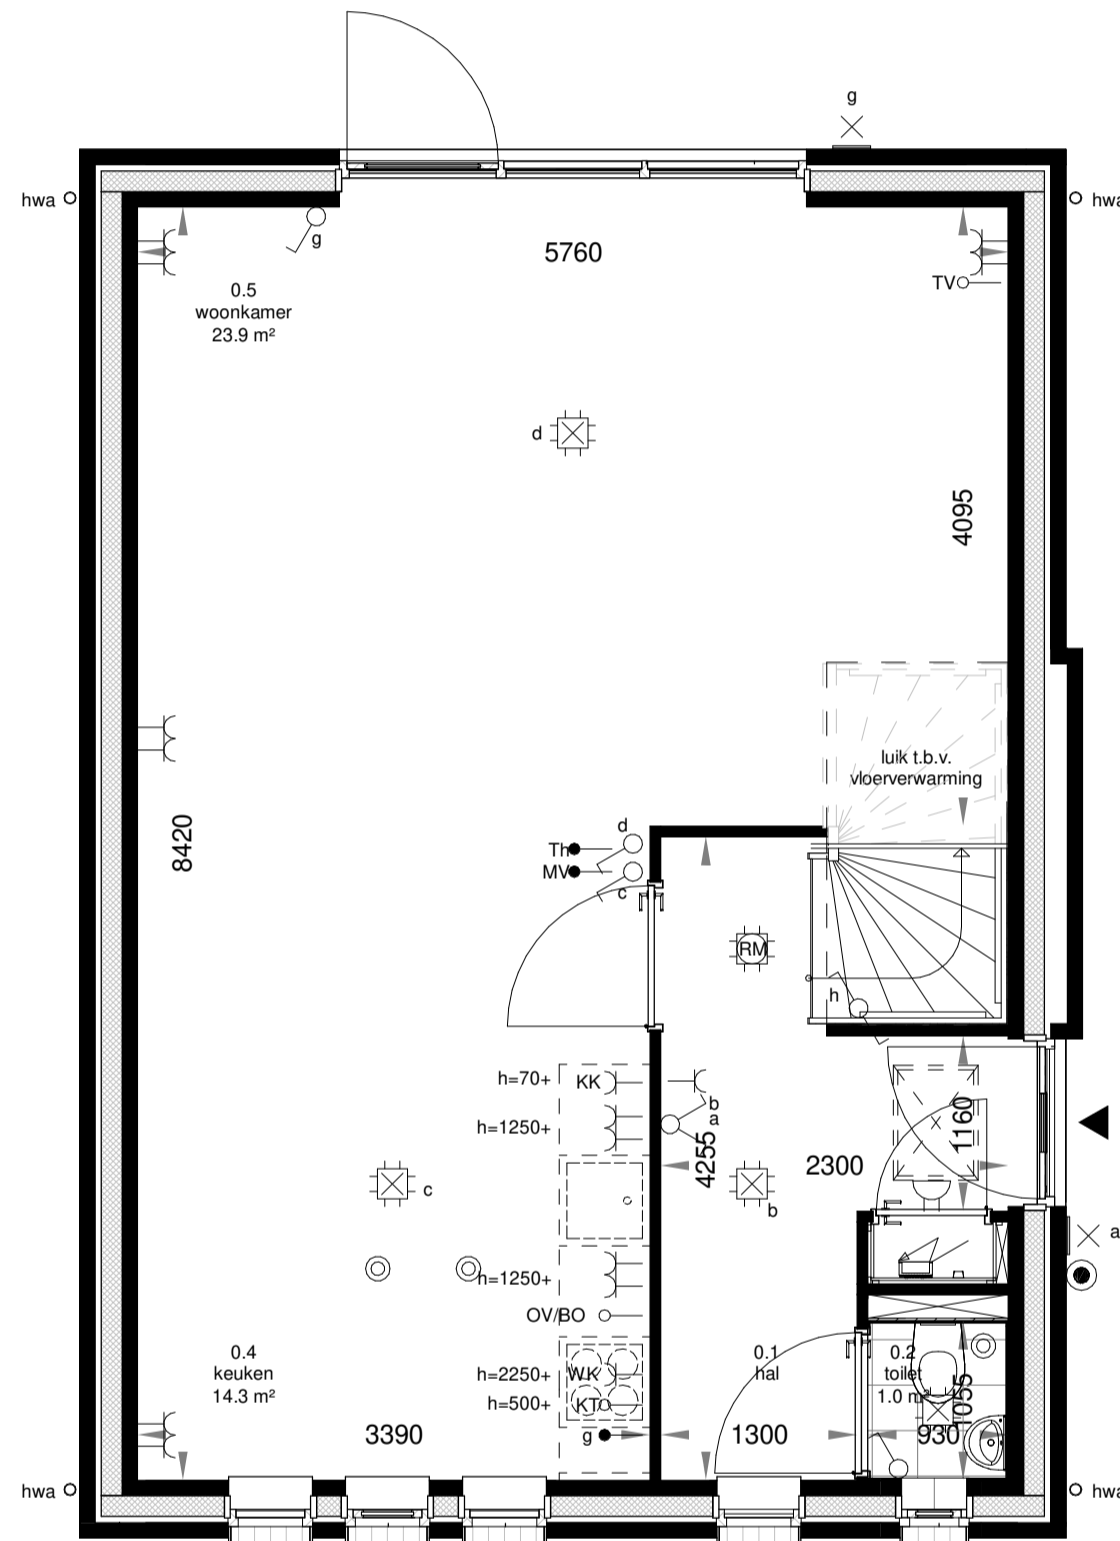 g
hwa
hwa
g
5760
TV
0.5
woonkamer
23.9 m²
d
4095
luik t.b.v.
vloerverwarming
8420
d
Th
MV
c
RM
h
h=70+ KK
h=1250+
b
a
4255
1160
2300
c
b
a
h=1250+
OV/BO
0.4
keuken
14.3 m²
h=2250+ WK
h=500+ KT
0.1
hal
0.2
toilet
1.0 m²
1055
3390
g
1300
930
hwa
hwa